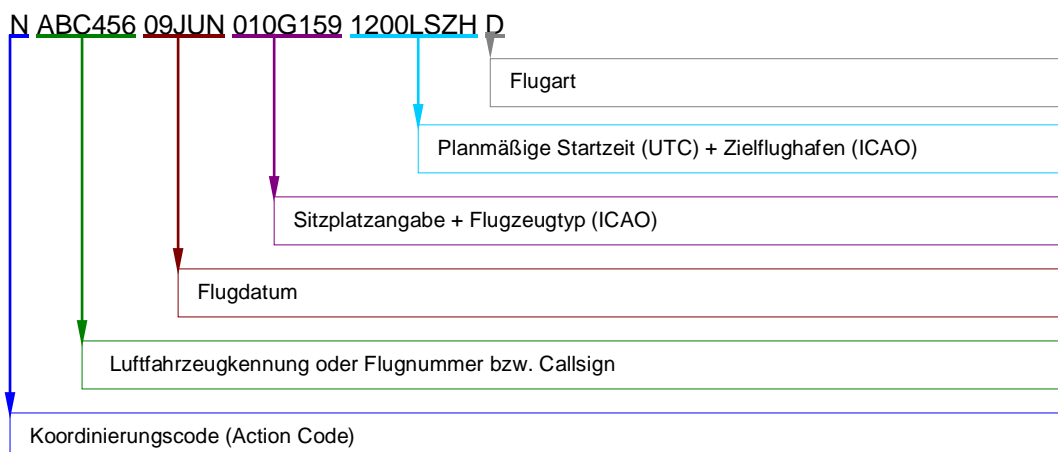 N ABC456 09JUN 010G159 1200LSZH D
Flugart
Planmäßige Startzeit (UTC) + Zielflughafen (ICAO)
Sitzplatzangabe + Flugzeugtyp (ICAO)
Flugdatum
Luftfahrzeugkennung oder Flugnummer bzw. Callsign
Koordinierungscode (Action Code)